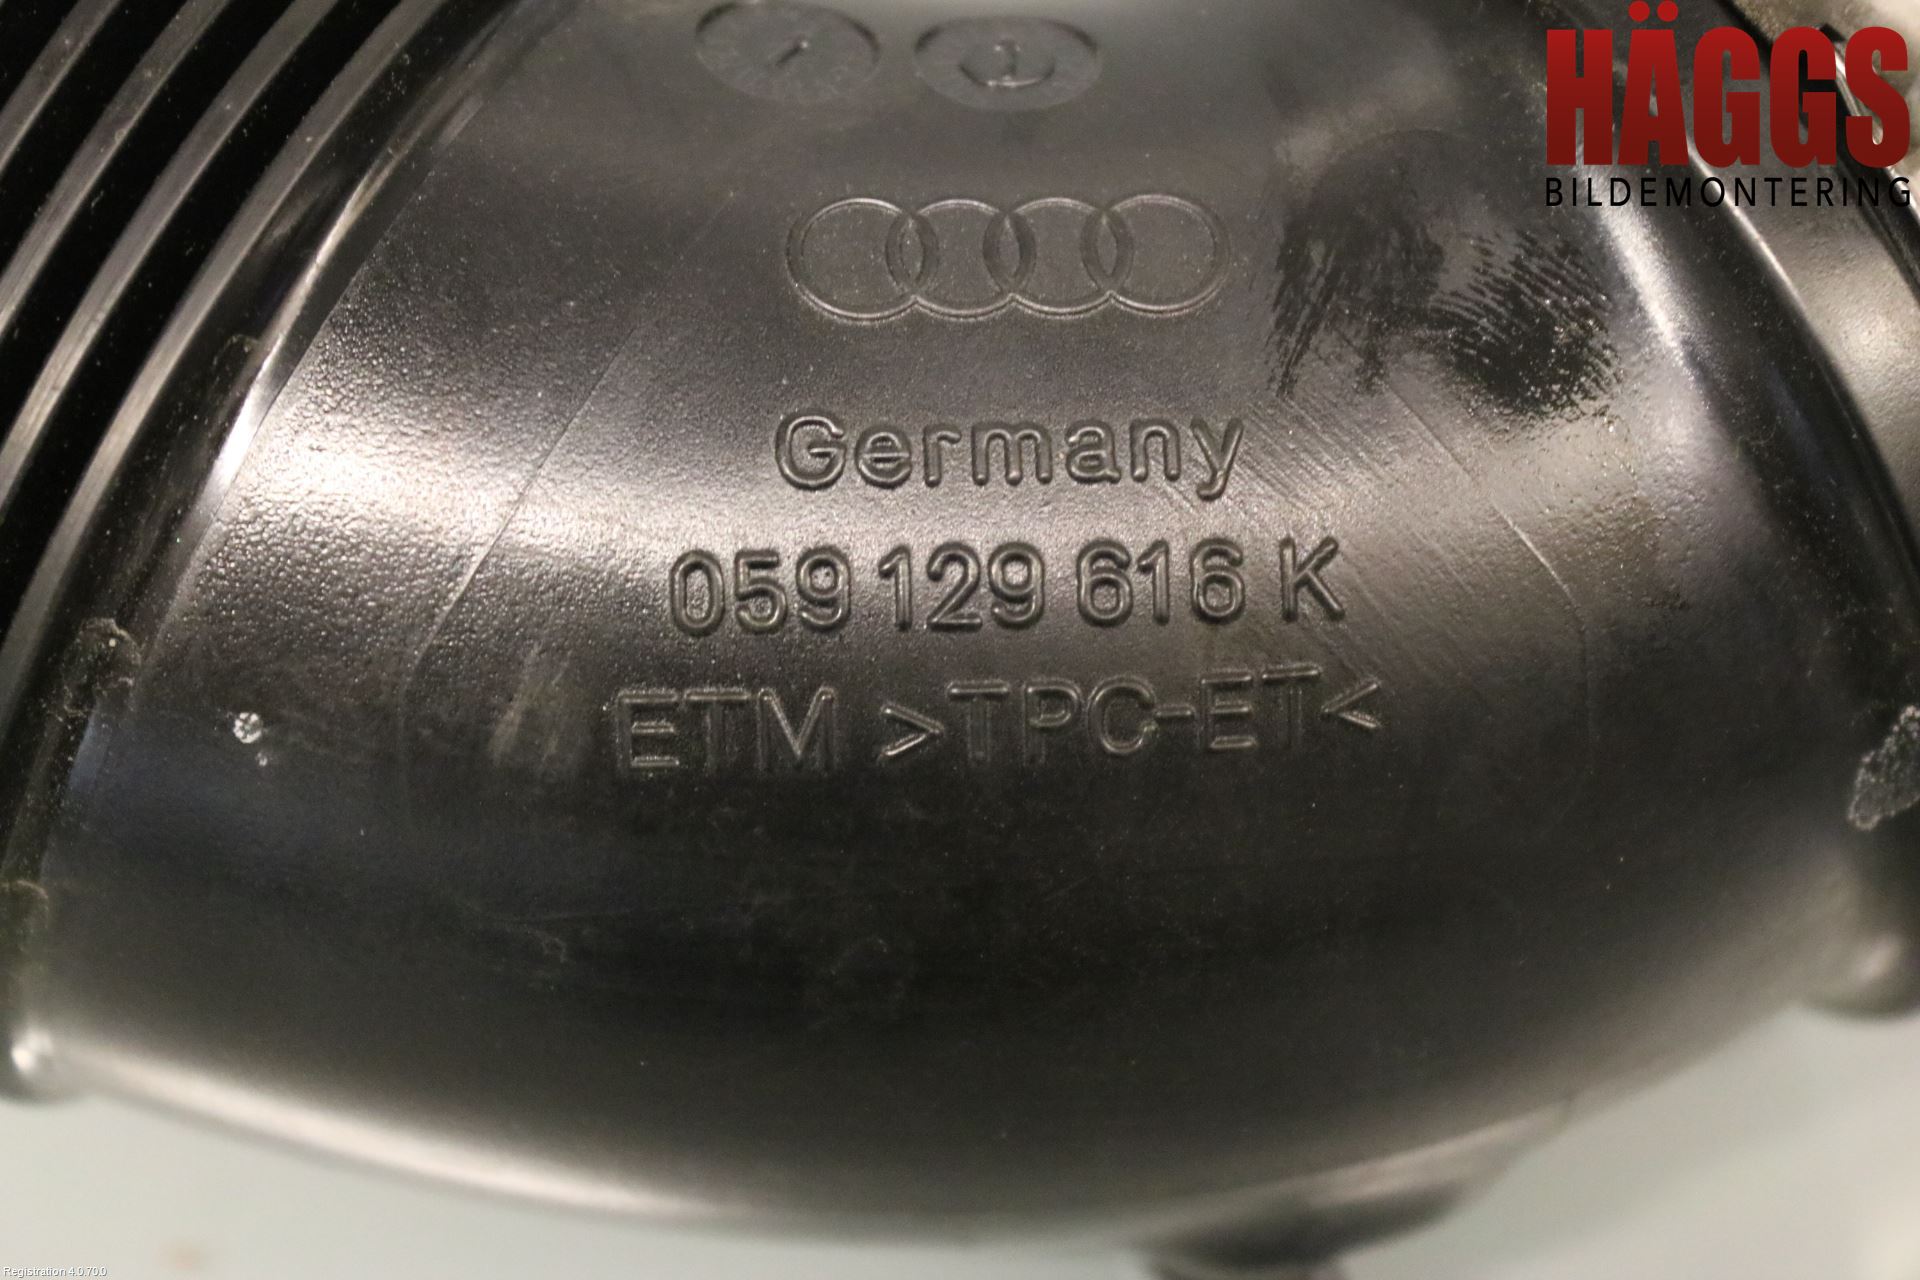 HÄGGS
BILDEMONTERING
Germany
059 129 616 K
ETM >TPC-ET<
Registration 4.0.70.0